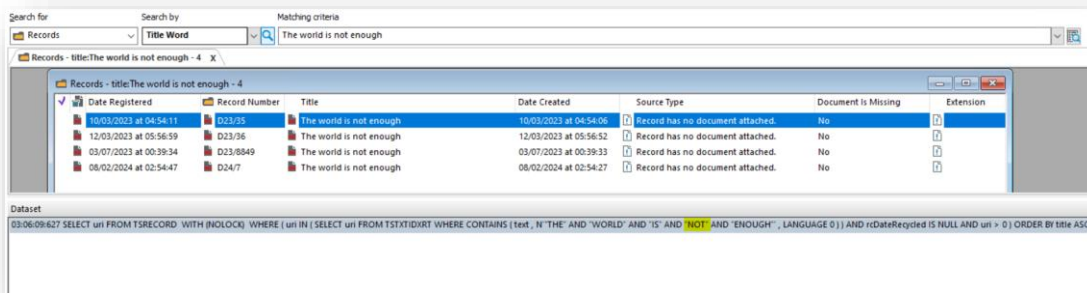 Search for Search by Matching criteria
Records Title Word The world is not enough
Records - title:The world is not enough - 4 X
Records - title:The world is not enough - 4
Date Registered Record Number Title Date Created Source Type Document Is Missing Extension
10/03/2023 at 04:54:11 D23/35 The world is not enough 10/03/2023 at 04:54:06 Record has no document attached. No
12/03/2023 at 05:56:59 D23/36 The world is not enough 12/03/2023 at 05:56:52 Record has no document attached. No
03/07/2023 at 00:39:34 D23/8849 The world is not enough 03/07/2023 at 00:39:33 Record has no document attached. No
08/02/2024 at 02:54:47 D24/7 The world is not enough 08/02/2024 at 02:54:27 Record has no document attached. No
Dataset
03:06:09:627 SELECT uri FROM TSRECORD WITH (NOLOCK) WHERE ( uri IN ( SELECT uri FROM TSTXTIDXRT WHERE CONTAINS ( text , N'"THE" AND "WORLD" AND "IS" AND "NOT" AND "ENOUGH"' , LANGUAGE 0 ) ) AND rcDateRecycled IS NULL AND uri > 0 ) ORDER BY title ASC